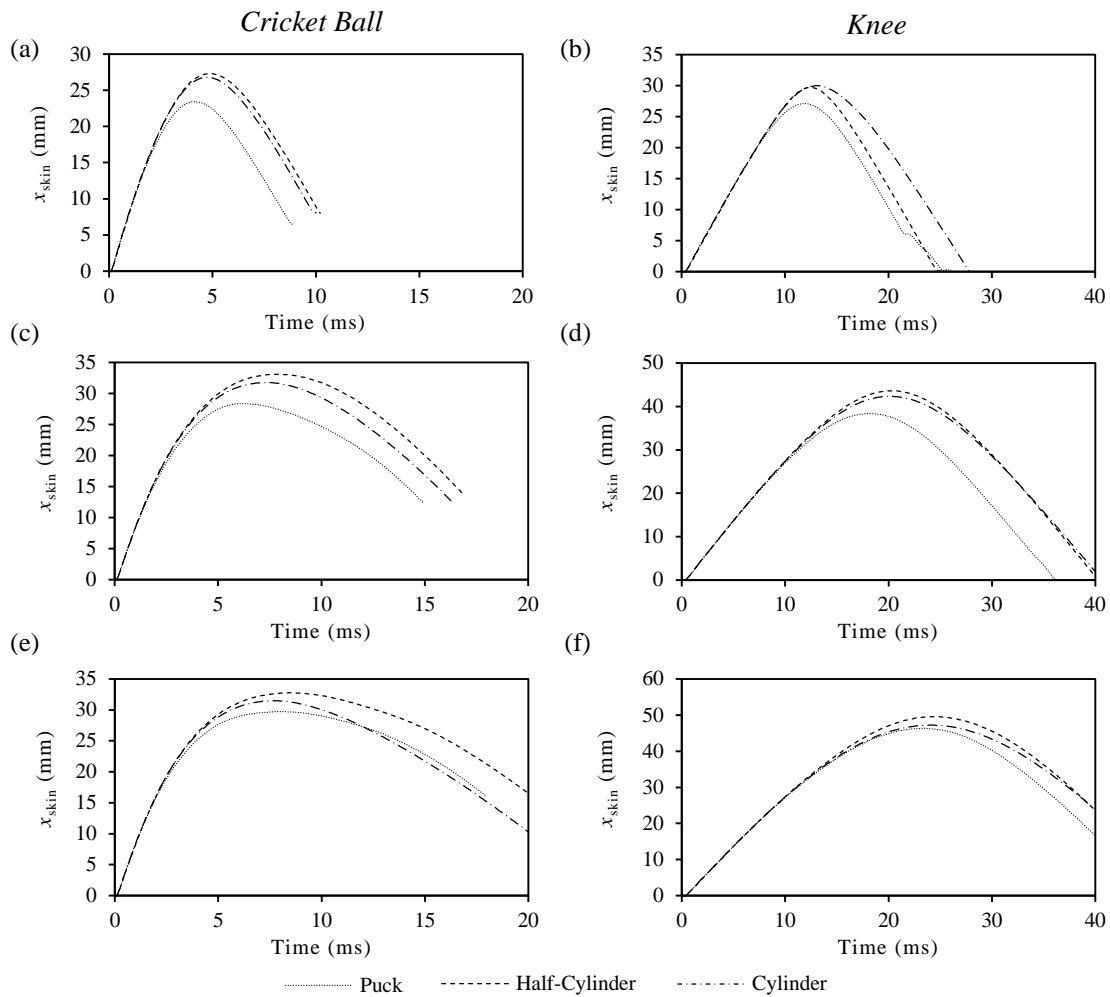 Cricket Ball
Knee
(a)
30
25
20
15
10
5
0
x_skin (mm)
0 5 10 15 20
Time (ms)
(b)
35
30
25
20
15
10
5
0
x_skin (mm)
0 10 20 30 40
Time (ms)
(c)
35
30
25
20
15
10
5
0
x_skin (mm)
0 5 10 15 20
Time (ms)
(d)
50
40
30
20
10
0
x_skin (mm)
0 10 20 30 40
Time (ms)
(e)
35
30
25
20
15
10
5
0
x_skin (mm)
0 5 10 15 20
Time (ms)
(f)
60
50
40
30
20
10
0
x_skin (mm)
0 10 20 30 40
Time (ms)
Puck Half-Cylinder Cylinder